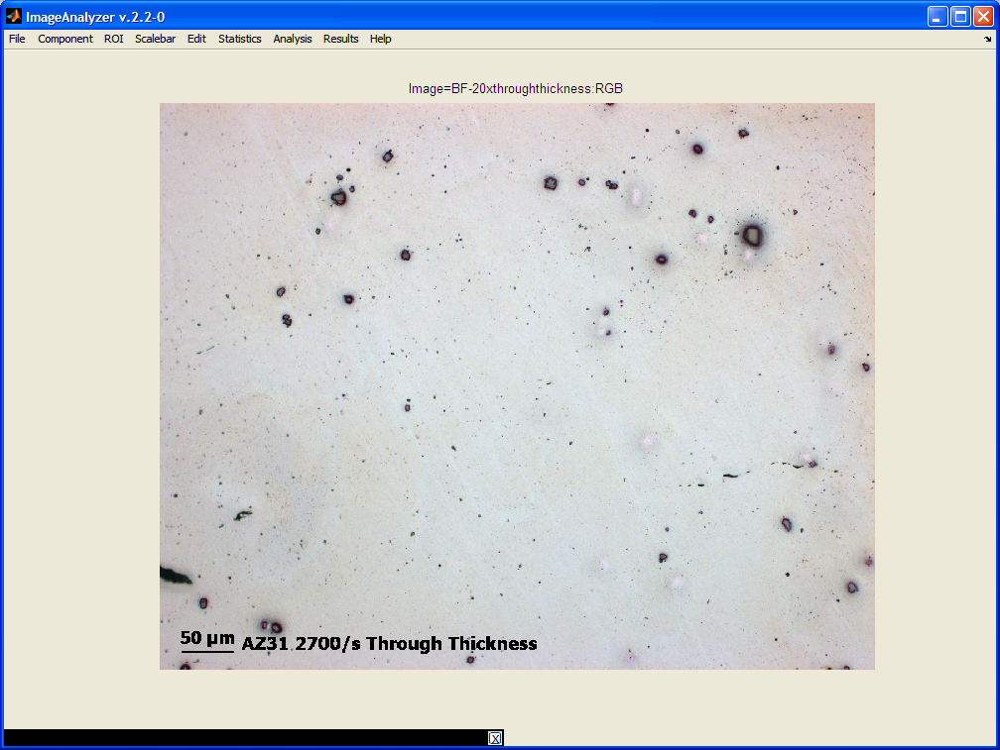 ImageAnalyzer v.2.2-0
File Component ROI Scalebar Edit Statistics Analysis Results Help
Image=BF-20xthroughthickness:RGB
50 µm AZ31 2700/s Through Thickness
X